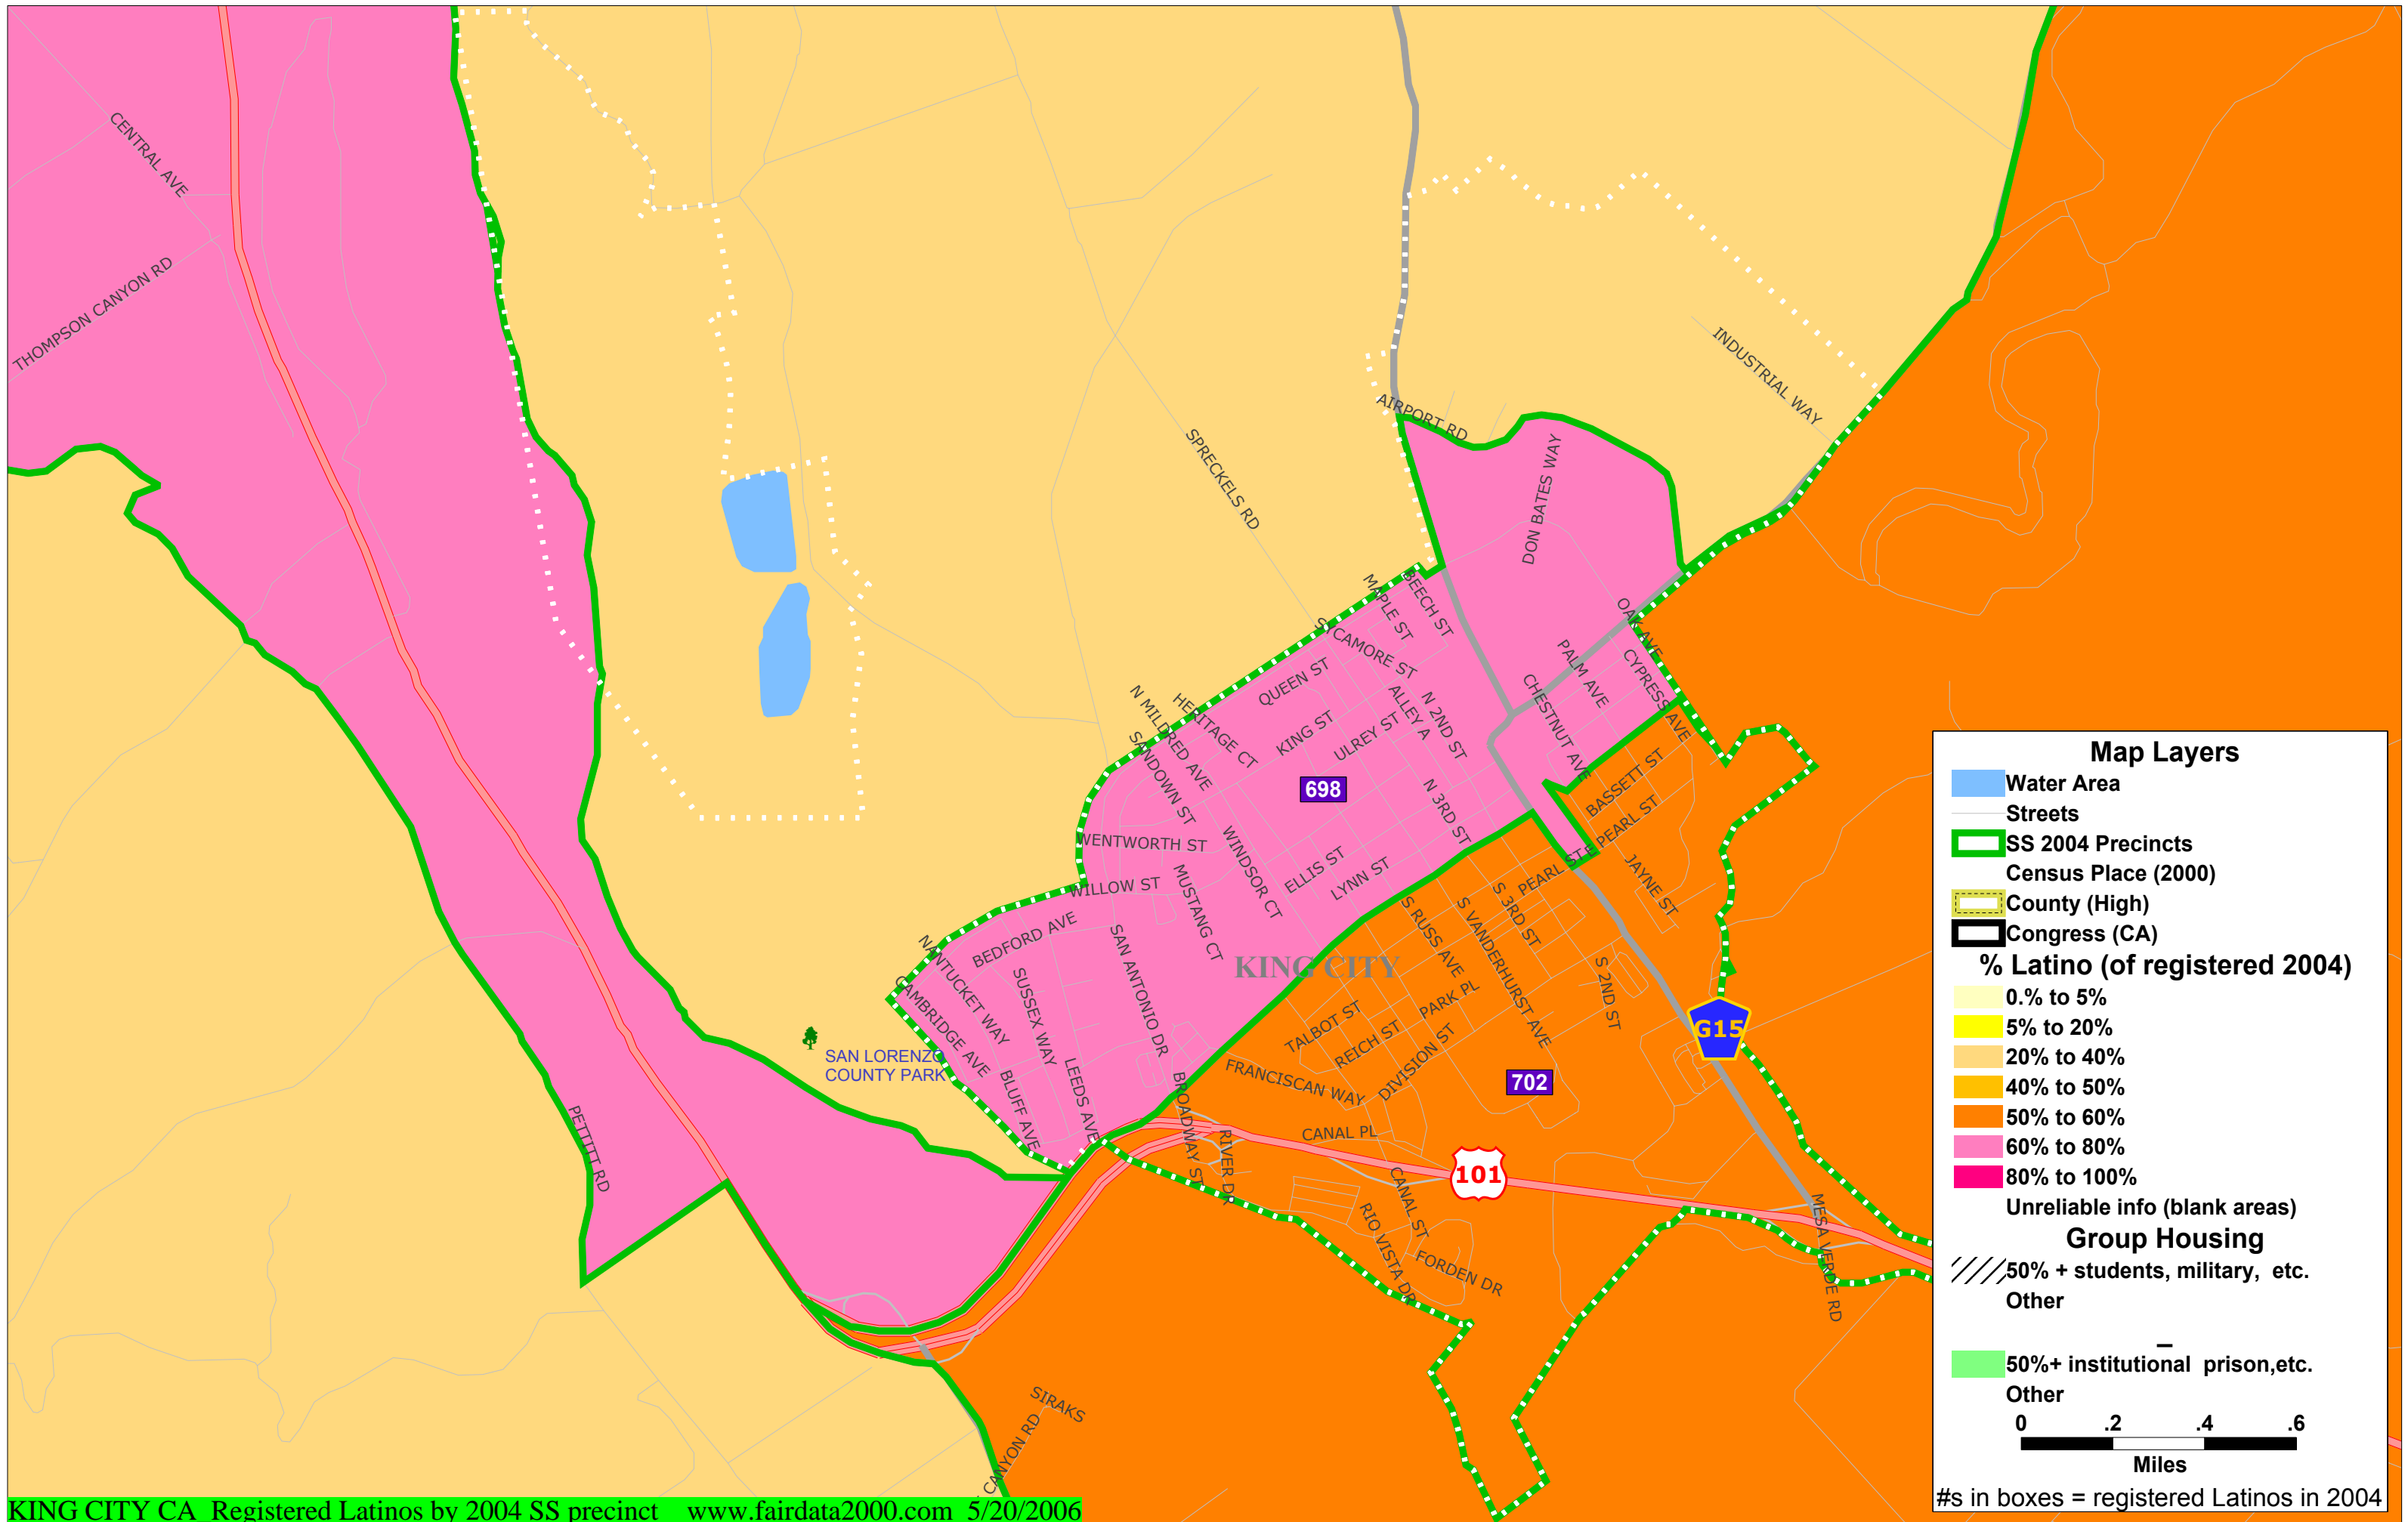 CENTRAL AVE
THOMPSON CANYON RD
INDUSTRIAL WAY
AIRPORT RD
SPRECKELS RD
DON BATES WAY
MAPLE ST
BEECH ST
SYCAMORE ST
OAK AVE
PALM AVE
CYPRESS AVE
CHESTNUT AVE
QUEEN ST
HERITAGE CT
N MILDRED AVE
SANDOWN ST
KING ST
ULREY ST
ALLEY A
N 2ND ST
698
N 3RD ST
BASSETT ST
E PEARL ST
PEARL ST
JAYNE ST
WENTWORTH ST
WINDSOR CT
WILLOW ST
MUSTANG CT
ELLIS ST
LYNN ST
BEDFORD AVE
NANTUCKET WAY
CAMBRIDGE AVE
SUSSEX WAY
SAN ANTONIO DR
KING CITY
S RUSS AVE
S VANDERHURST AVE
S 3RD ST
S 2ND ST
PARK PL
TALBOT ST
REICH ST
DIVISION ST
G15
SAN LORENZO
COUNTY PARK
BLUFF AVE
LEEDS AVE
BROADWAY ST
FRANCISCAN WAY
702
CANAL PL
RIVER DR
101
CANAL ST
RIO VISTA DR
FORDEN DR
MESA VERDE RD
PETTITT RD
SIRAKS
CANYON RD
Map Layers
Water Area
Streets
SS 2004 Precincts
Census Place (2000)
County (High)
Congress (CA)
% Latino (of registered 2004)
0.% to 5%
5% to 20%
20% to 40%
40% to 50%
50% to 60%
60% to 80%
80% to 100%
Unreliable info (blank areas)
Group Housing
50% + students, military, etc.
Other
50%+ institutional prison,etc.
Other
0 .2 .4 .6
Miles
#s in boxes = registered Latinos in 2004
KING CITY CA Registered Latinos by 2004 SS precinct www.fairdata2000.com 5/20/2006